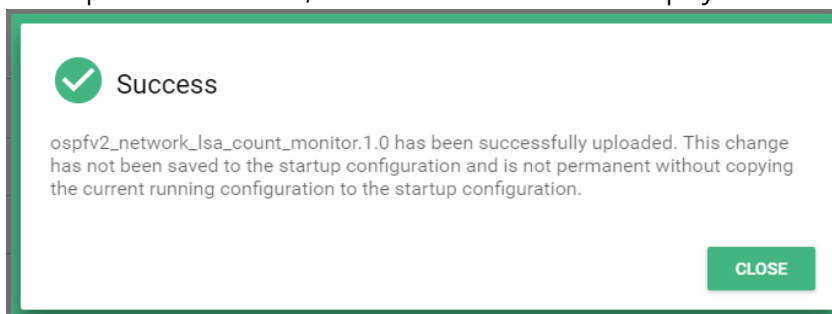 Success
ospfv2_network_lsa_count_monitor.1.0 has been successfully uploaded. This change
has not been saved to the startup configuration and is not permanent without copying
the current running configuration to the startup configuration.
CLOSE